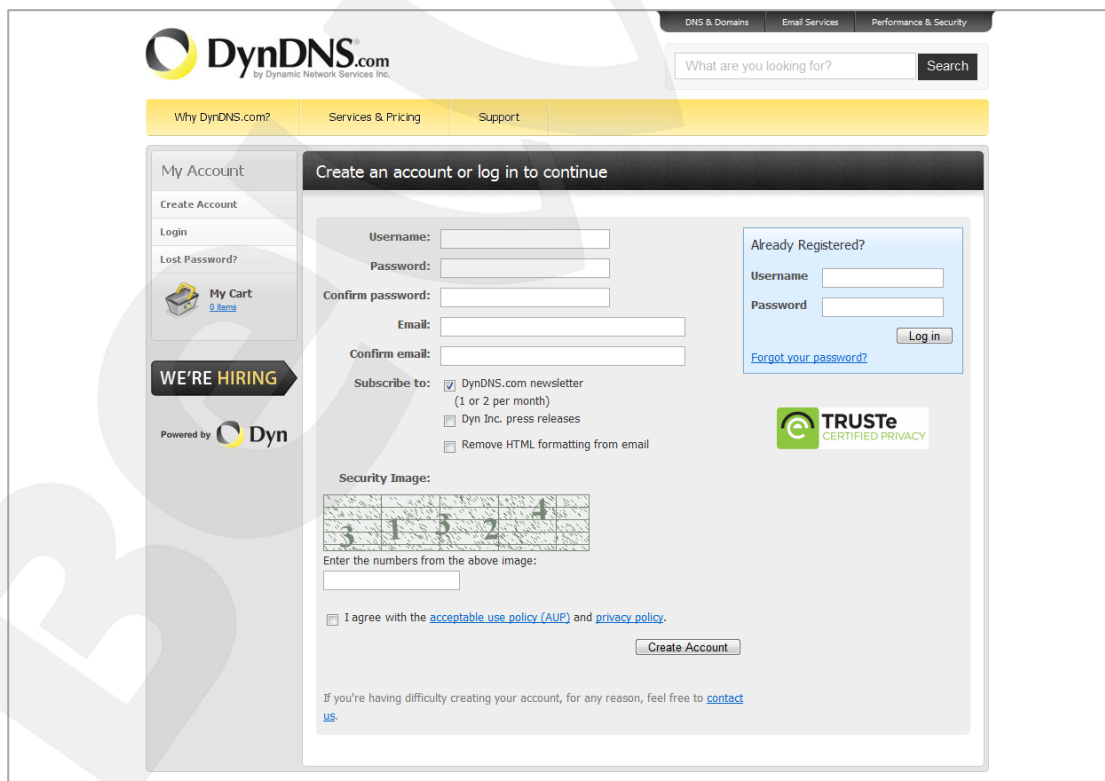 DNS & Domains
Email Services
Performance & Security
DynDNS.com
by Dynamic Network Services Inc.
What are you looking for?
Search
Why DynDNS.com?
Services & Pricing
Support
My Account
Create Account
Login
Lost Password?
My Cart
0 items
WE'RE HIRING
Powered by Dyn
Create an account or log in to continue
Username:
Password:
Confirm password:
Email:
Confirm email:
Subscribe to:
DynDNS.com newsletter
(1 or 2 per month)
Dyn Inc. press releases
Remove HTML formatting from email
Security Image:
3 1 3 2 4
Enter the numbers from the above image:
I agree with the acceptable use policy (AUP) and privacy policy.
Create Account
If you're having difficulty creating your account, for any reason, feel free to contact
us.
Already Registered?
Username
Password
Log in
Forgot your password?
TRUSTe
CERTIFIED PRIVACY